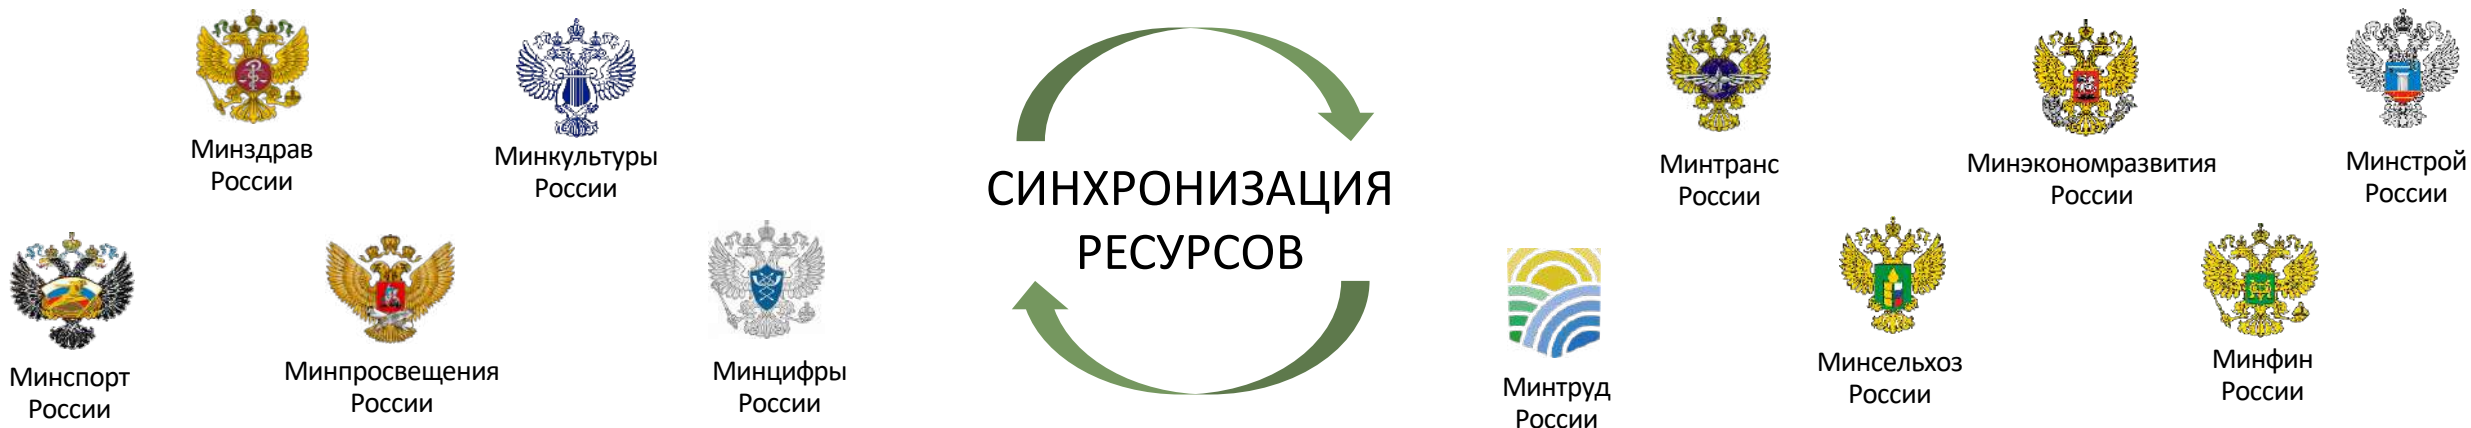 Минздрав
России
Минкультуры
России
Минспорт
России
Минпросвещения
России
Минцифры
России
СИНХРОНИЗАЦИЯ
РЕСУРСОВ
Минтранс
России
Минэкономразвития
России
Минстрой
России
Минтруд
России
Минсельхоз
России
Минфин
России